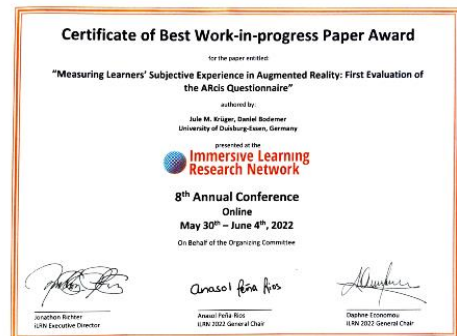 Certificate of Best Work-in-progress Paper Award
for the paper entitled:
"Measuring Learners' Subjective Experience in Augmented Reality: First Evaluation of
the ARcis Questionnaire"
authored by:
Jule M. Krüger, Daniel Bodemer
University of Duisburg-Essen, Germany
presented at the
Immersive Learning
Research Network
8th Annual Conference
Online
May 30th – June 4th, 2022
On Behalf of the Organizing Committee
Anasol Peña Rios
Jonathon Richter
iLRN Executive Director
Anasol Peña Rios
iLRN 2022 General Chair
Daphne Economou
iLRN 2022 General Chair